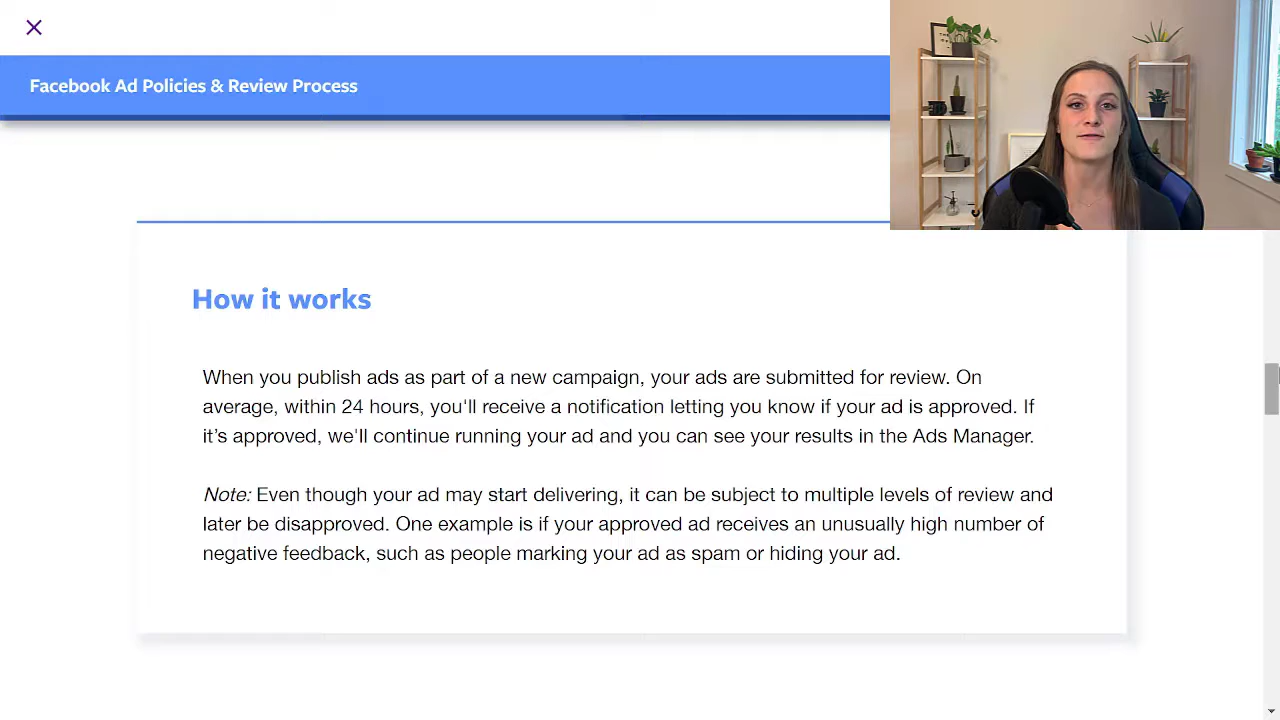 Facebook Ad Policies & Review Process
How it works
When you publish ads as part of a new campaign, your ads are submitted for review. On
average, within 24 hours, you'll receive a notification letting you know if your ad is approved. If
it’s approved, we'll continue running your ad and you can see your results in the Ads Manager.
Note: Even though your ad may start delivering, it can be subject to multiple levels of review and
later be disapproved. One example is if your approved ad receives an unusually high number of
negative feedback, such as people marking your ad as spam or hiding your ad.